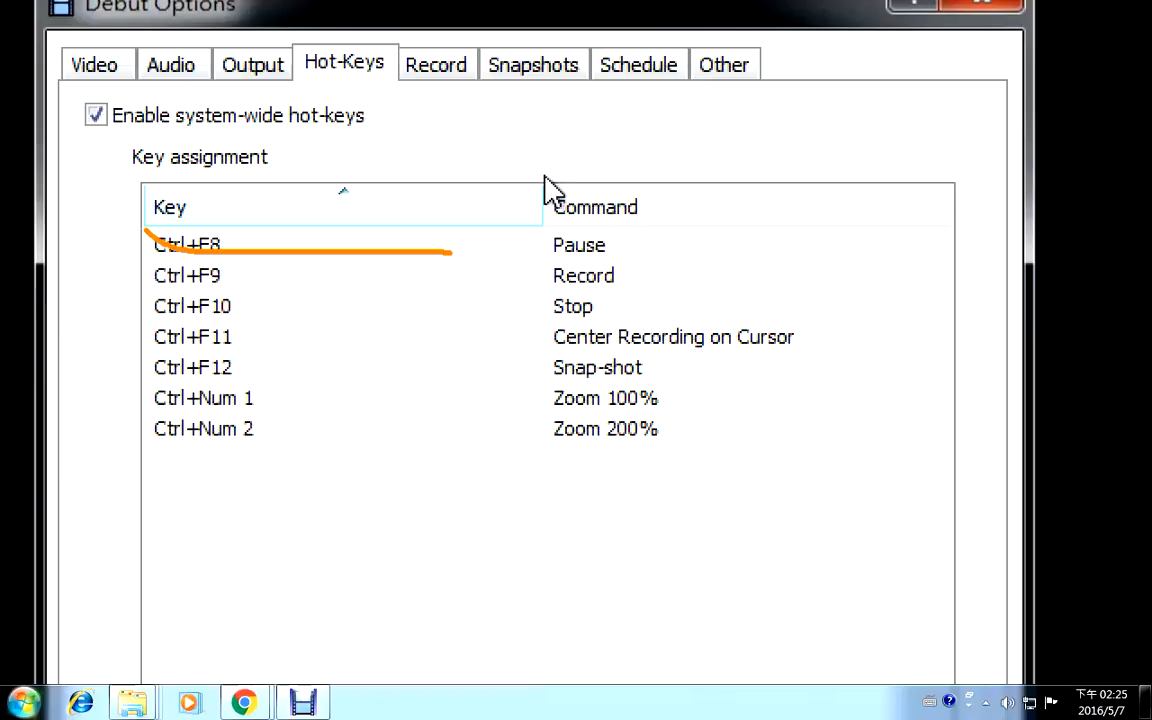 Debut Options
Video Audio Output Hot-Keys Record Snapshots Schedule Other
Enable system-wide hot-keys
Key assignment
Key Command
Ctrl+F8 Pause
Ctrl+F9 Record
Ctrl+F10 Stop
Ctrl+F11 Center Recording on Cursor
Ctrl+F12 Snap-shot
Ctrl+Num 1 Zoom 100%
Ctrl+Num 2 Zoom 200%
下午 02:25
2016/5/7